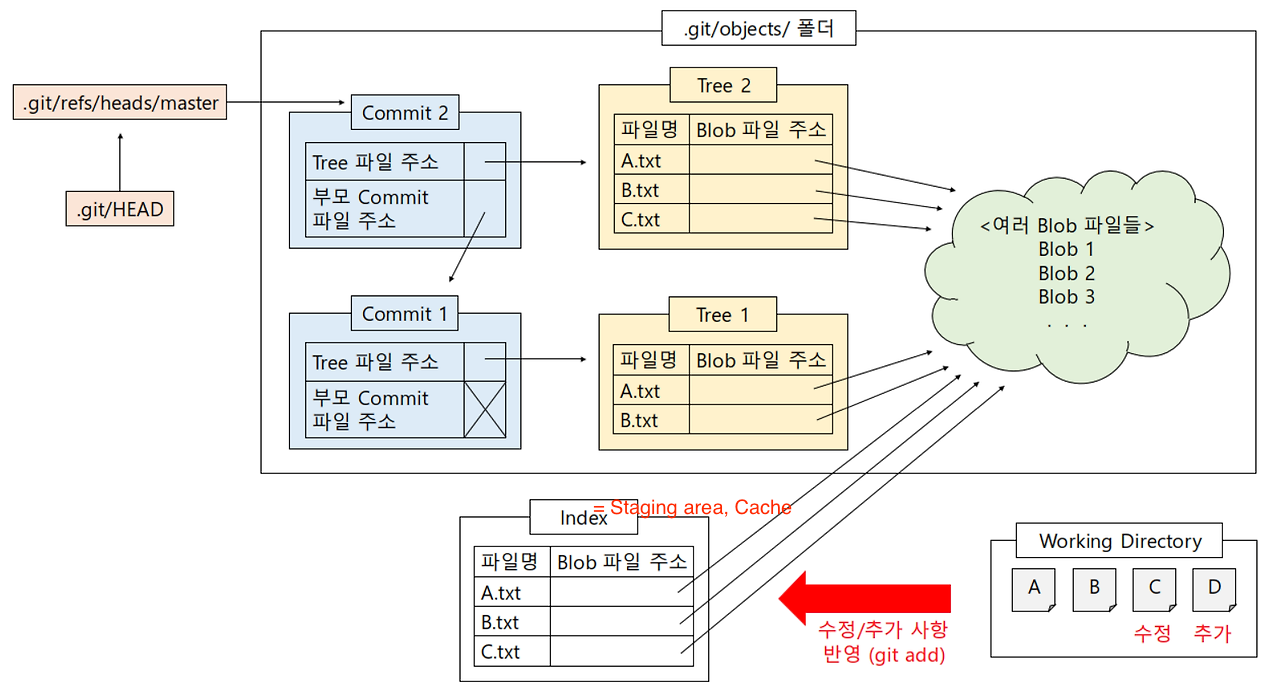 .git/objects/ 폴더
.git/refs/heads/master
.git/HEAD
Commit 2
Tree 파일 주소
부모 Commit
파일 주소
Tree 2
파일명 Blob 파일 주소
A.txt
B.txt
C.txt
<여러 Blob 파일들>
Blob 1
Blob 2
Blob 3
. . .
Commit 1
Tree 파일 주소
부모 Commit
파일 주소
Tree 1
파일명 Blob 파일 주소
A.txt
B.txt
Index
= Staging area, Cache
파일명 Blob 파일 주소
A.txt
B.txt
C.txt
수정/추가 사항
반영 (git add)
Working Directory
A B C D
수정 추가